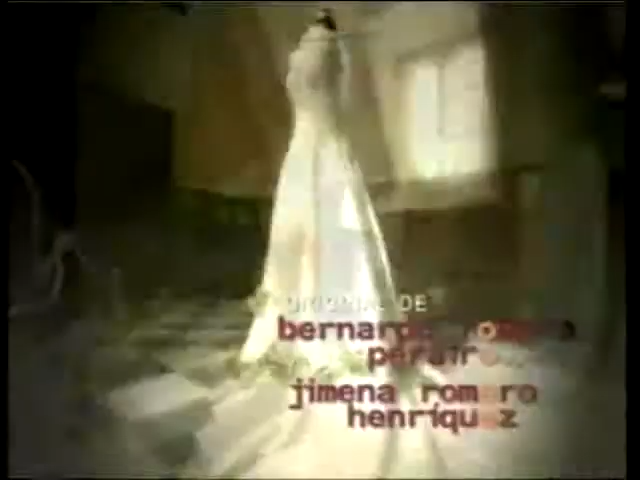 ORIGINAL DE
bernardo romero
pereiro
jimena romero
henríquez